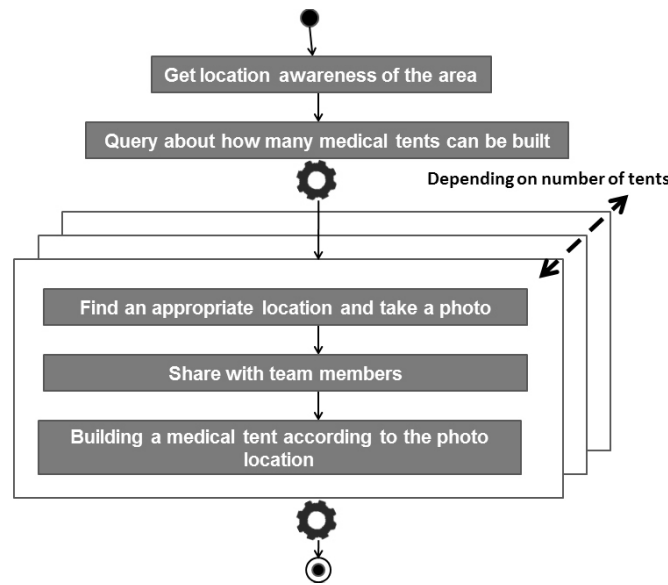 Get location awareness of the area
Query about how many medical tents can be built
Depending on number of tents
Find an appropriate location and take a photo
Share with team members
Building a medical tent according to the photo
location